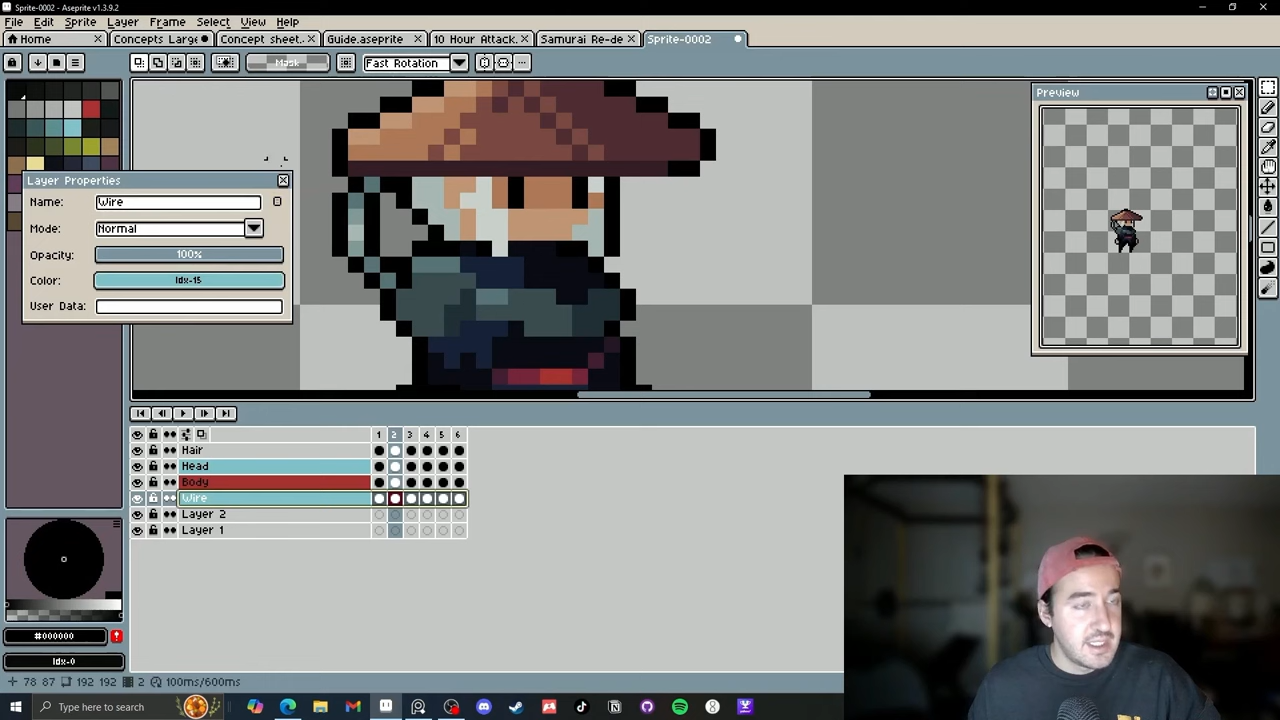 Sprite-0002 - Aseprite v1.3.9.2
File Edit Sprite Layer Frame Select View Help
Home Concepts Large Concept sheet. Guide.aseprite 10 Hour Attack. Samurai Re-de Sprite-0002
Mask Fast Rotation
Preview
Layer Properties
Name: Wire
Mode: Normal
Opacity: 100%
Color: Idx-15
User Data:
1 2 3 4 5 6
Hair
Head
Body
Wire
Layer 2
Layer 1
#000000
Idx-0
78 87 192 192 2 100ms/600ms
Type here to search